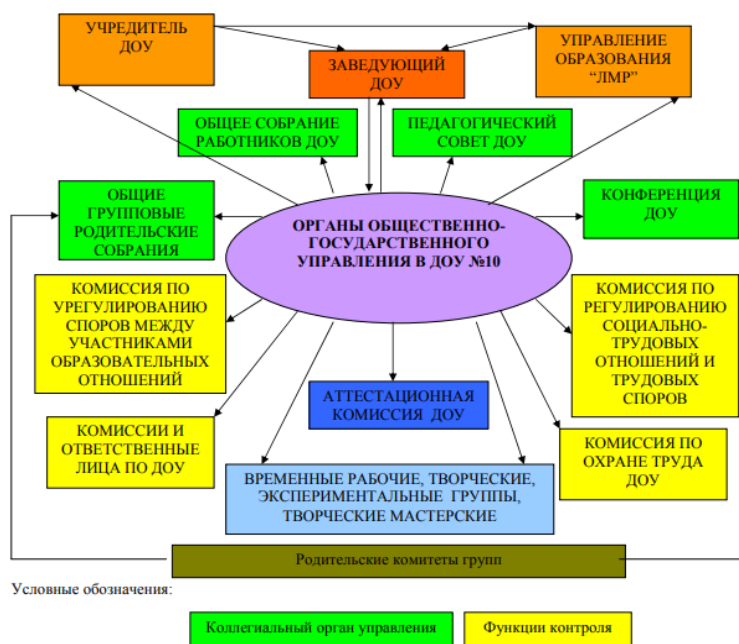 УЧРЕДИТЕЛЬ
ДОУ
ЗАВЕДУЮЩИЙ
ДОУ
УПРАВЛЕНИЕ
ОБРАЗОВАНИЯ
“ЛМР”
ОБЩЕЕ СОБРАНИЕ
РАБОТНИКОВ ДОУ
ПЕДАГОГИЧЕСКИЙ
СОВЕТ ДОУ
ОБЩИЕ
ГРУППОВЫЕ
РОДИТЕЛЬСКИЕ
СОБРАНИЯ
ОРГАНЫ ОБЩЕСТВЕННО-
ГОСУДАРСТВЕННОГО
УПРАВЛЕНИЯ В ДОУ №10
КОНФЕРЕНЦИЯ
ДОУ
КОМИССИЯ ПО
УРЕГУЛИРОВАНИЮ
СПОРОВ МЕЖДУ
УЧАСТНИКАМИ
ОБРАЗОВАТЕЛЬНЫХ
ОТНОШЕНИЙ
КОМИССИЯ ПО
РЕГУЛИРОВАНИЮ
СОЦИАЛЬНО-
ТРУДОВЫХ
ОТНОШЕНИЙ И
ТРУДОВЫХ
СПОРОВ
АТТЕСТАЦИОННАЯ
КОМИССИЯ ДОУ
КОМИССИИ И
ОТВЕТСТВЕННЫЕ
ЛИЦА ПО ДОУ
КОМИССИЯ ПО
ОХРАНЕ ТРУДА
ДОУ
ВРЕМЕННЫЕ РАБОЧИЕ, ТВОРЧЕСКИЕ,
ЭКСПЕРИМЕНТАЛЬНЫЕ ГРУППЫ,
ТВОРЧЕСКИЕ МАСТЕРСКИЕ
Родительские комитеты групп
Условные обозначения:
Коллегиальный орган управления
Функции контроля